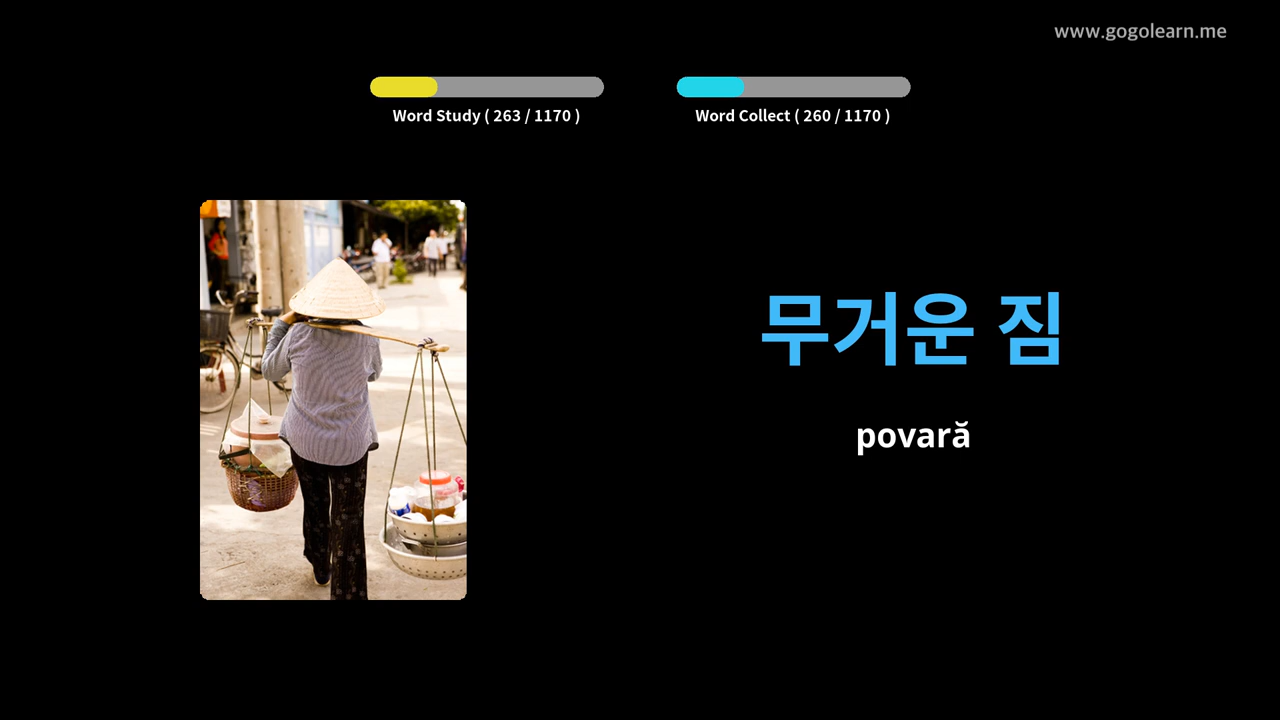 www.gogolearn.me
Word Study ( 263 / 1170 )
Word Collect ( 260 / 1170 )
무거운 짐
povară